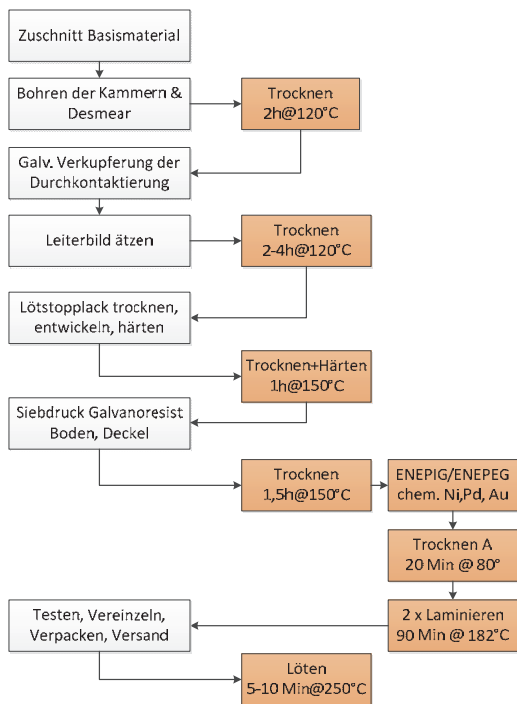 Zuschnitt Basismaterial
Bohren der Kammern &
Desmear
Trocknen
2h@120°C
Galv. Verkupferung der
Durchkontaktierung
Leiterbild ätzen
Trocknen
2-4h@120°C
Lötstopplack trocknen,
entwickeln, härten
Trocknen+Härten
1h@150°C
Siebdruck Galvanoresist
Boden, Deckel
Trocknen
1,5h@150°C
ENEPIG/ENEPEG
chem. Ni,Pd, Au
Trocknen A
20 Min @ 80°
2 x Laminieren
90 Min @ 182°C
Testen, Vereinzeln,
Verpacken, Versand
Löten
5-10 Min@250°C